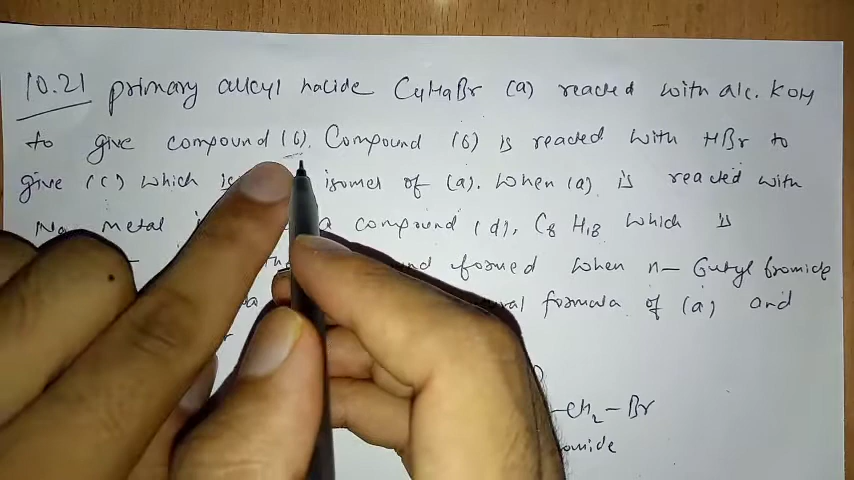 10.21 primary alkyl halide C4H9Br (a) reacted with alc. KOH
to give compound (b). Compound (b) is reacted with HBr to
give (c) which is isomer of (a). When (a) is reacted with
Na metal a compound (d), C8 H18 which is
formed when n- Butyl bromide
formula of (a) and
-CH2-Br